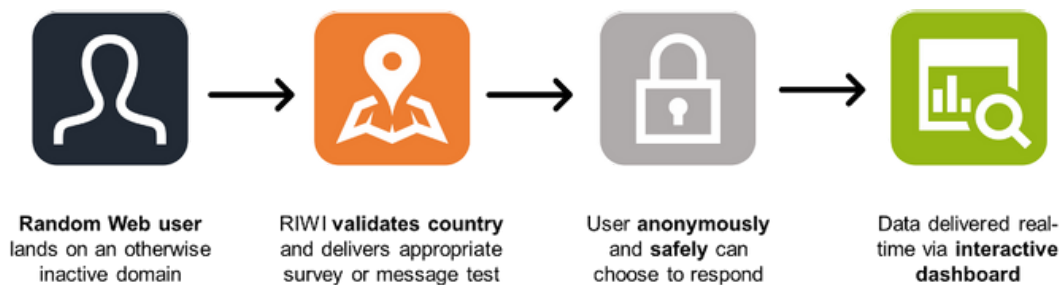 Random Web user
lands on an otherwise
inactive domain
RIWI validates country
and delivers appropriate
survey or message test
User anonymously
and safely can
choose to respond
Data delivered real-
time via interactive
dashboard